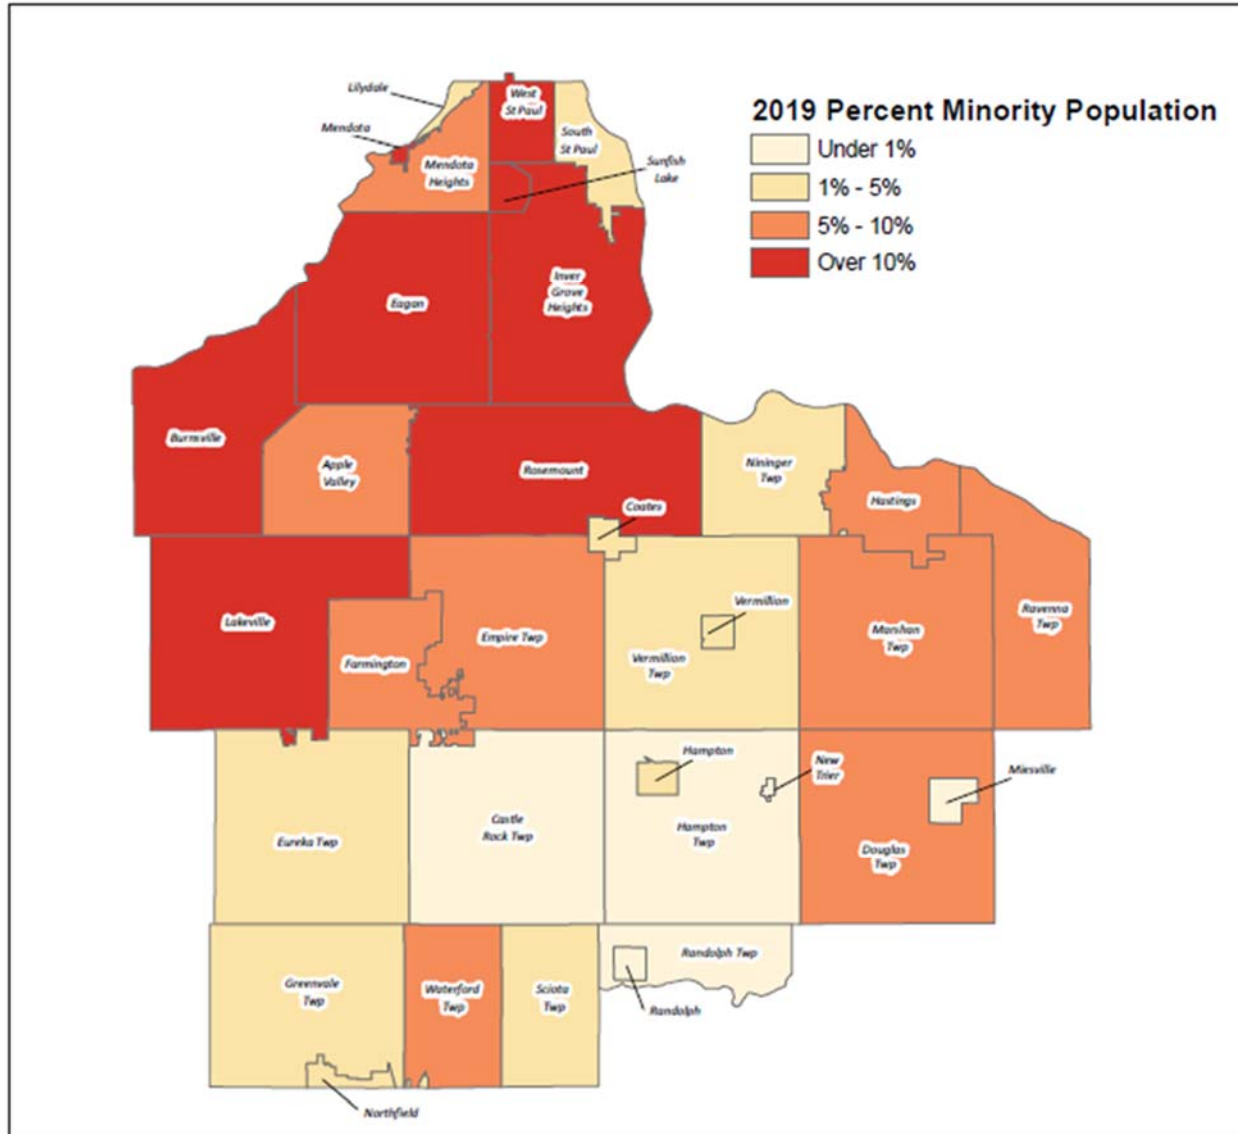 2019 Percent Minority Population
Under 1%
1% - 5%
5% - 10%
Over 10%
Lilydale
West
St Paul
Mendota
South
St Paul
Mendota
Heights
Sunfish
Lake
Eagan
Inver
Grove
Heights
Burnsville
Apple
Valley
Rosemount
Nininger
Twp
Hastings
Coates
Lakeville
Farmington
Empire Twp
Vermillion
Vermillion
Twp
Marshan
Twp
Ravenna
Twp
Hampton
New
Trier
Miesville
Eureka Twp
Castle
Rock Twp
Hampton
Twp
Douglas
Twp
Greenvale
Twp
Waterford
Twp
Sciota
Twp
Randolph Twp
Randolph
Northfield